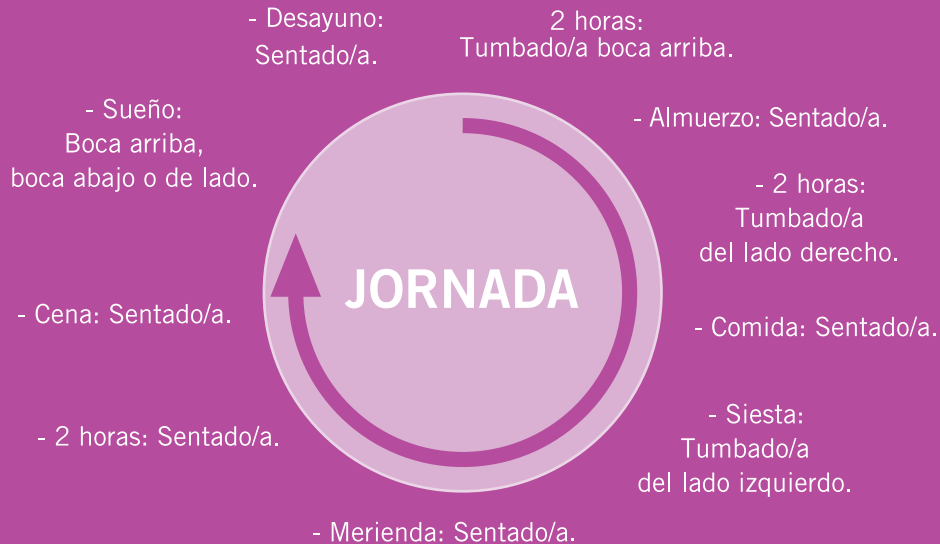 - Desayuno:
Sentado/a.
2 horas:
Tumbado/a boca arriba.
- Almuerzo: Sentado/a.
- 2 horas:
Tumbado/a
del lado derecho.
- Comida: Sentado/a.
- Siesta:
Tumbado/a
del lado izquierdo.
- Merienda: Sentado/a.
- 2 horas: Sentado/a.
- Cena: Sentado/a.
- Sueño:
Boca arriba,
boca abajo o de lado.
JORNADA